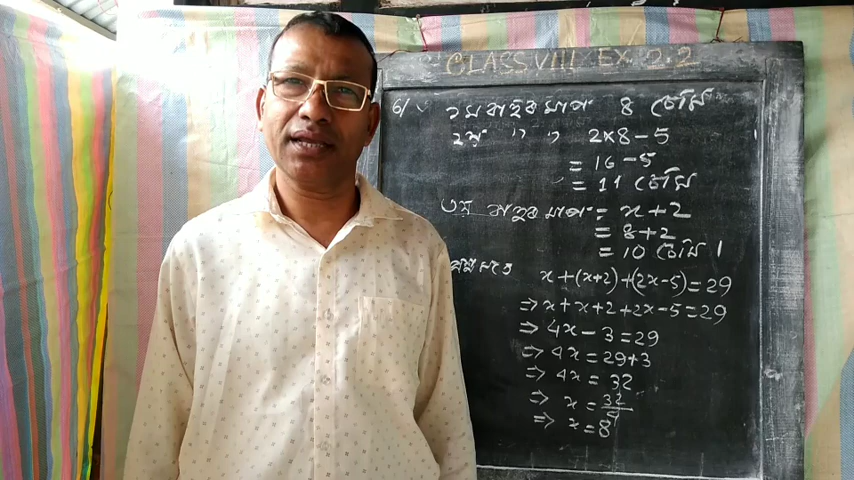 CLASS VIII EX 2.2
6/ ১ম বাহুৰ মাপ 8 চেমি
২য় " " 2×8-5
= 16-5
= 11 চেমি
৩য় বাহুৰ মাপ = x+2
= 8+2
= 10 চেমি।
প্ৰশ্নমতে x+(x+2)+(2x-5)=29
⇒ x+x+2+2x-5=29
⇒ 4x-3=29
⇒ 4x=29+3
⇒ 4x=32
⇒ x=32/4
⇒ x=8